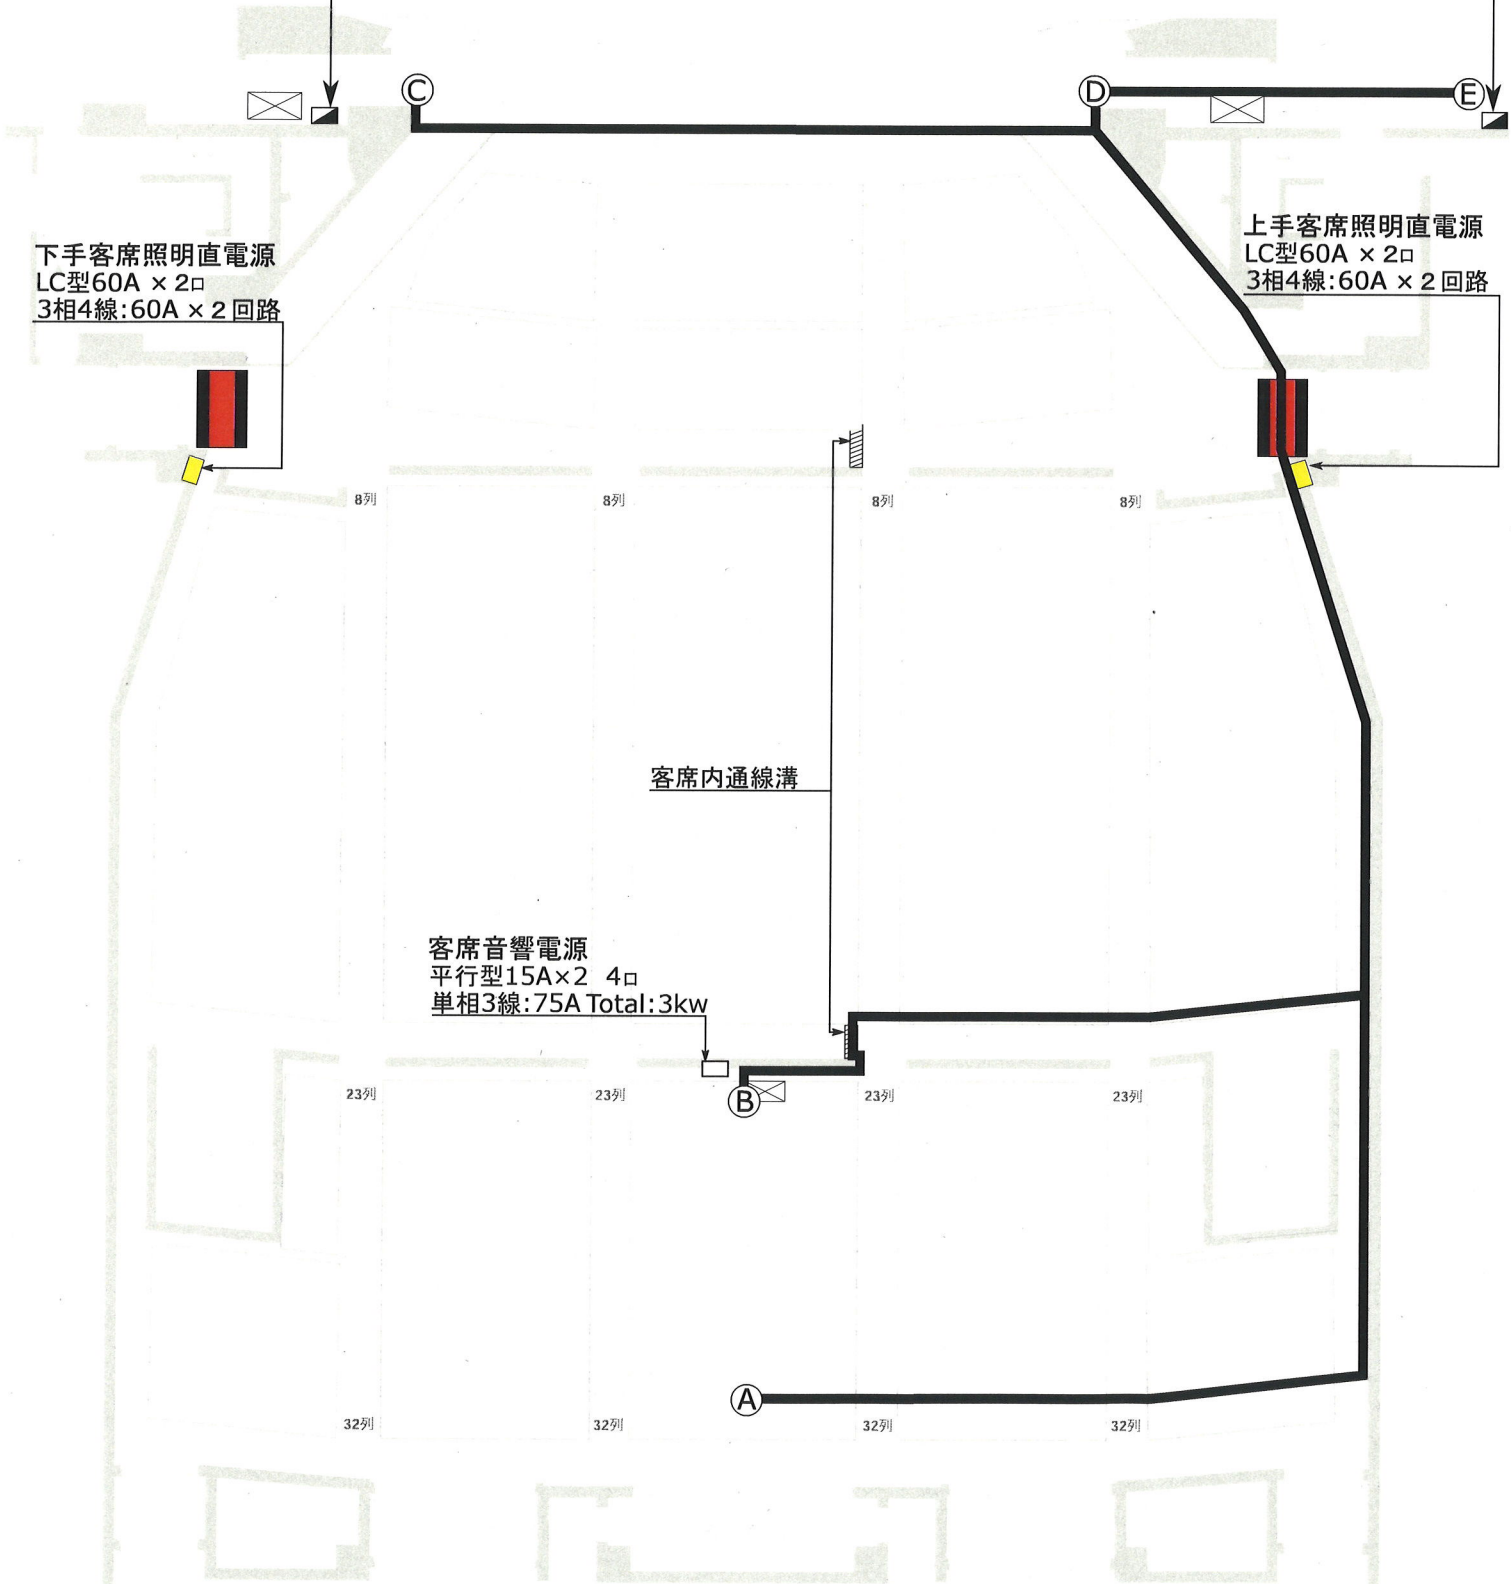 C
D
E
下手客席照明直電源
LC型60A × 2口
3相4線:60A × 2 回路
上手客席照明直電源
LC型60A × 2口
3相4線:60A × 2 回路
8列
8列
8列
8列
客席内通線溝
客席音響電源
平行型15A×2 4口
単相3線:75A Total:3kw
23列
23列
23列
23列
B
A
32列
32列
32列
32列